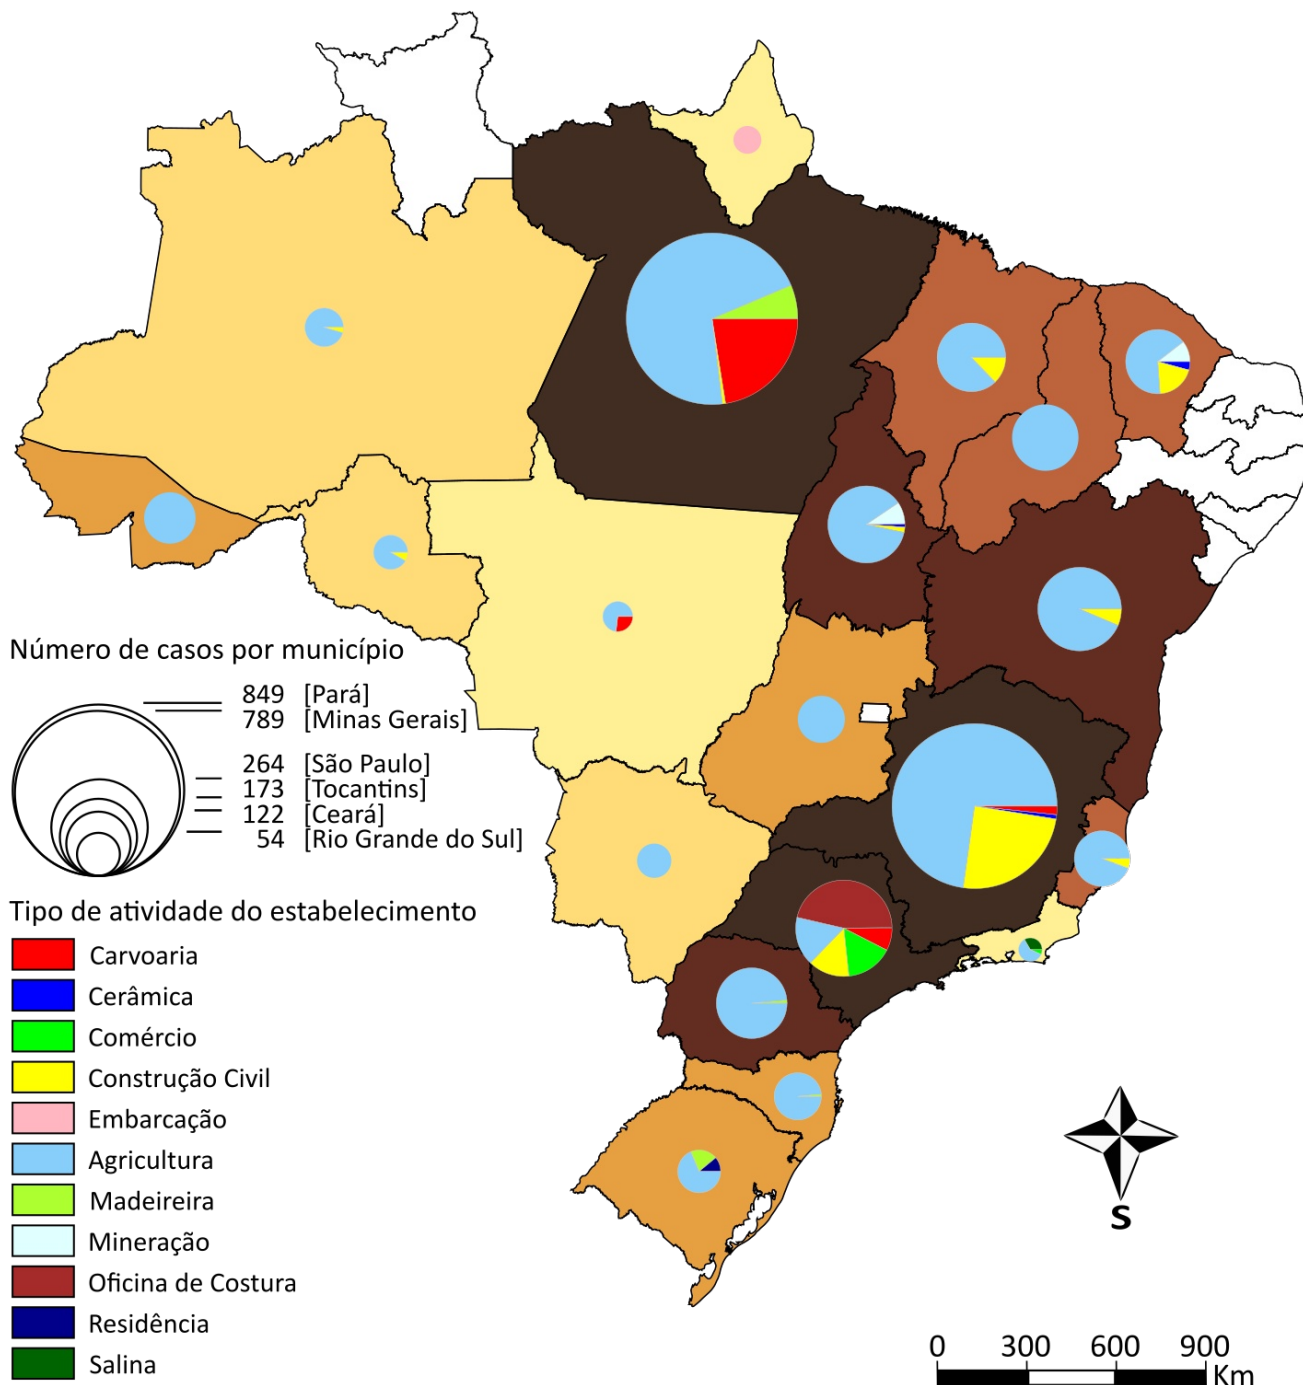 Número de casos por município
849 [Pará]
789 [Minas Gerais]
264 [São Paulo]
173 [Tocantins]
122 [Ceará]
54 [Rio Grande do Sul]
Tipo de atividade do estabelecimento
Carvoaria
Cerâmica
Comércio
Construção Civil
Embarcação
Agricultura
Madeireira
Mineração
Oficina de Costura
Residência
Salina
S
0 300 600 900
Km